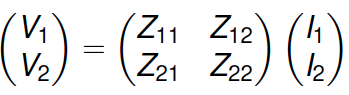 (V₁ V₂) = (Z₁₁ Z₁₂ Z₂₁ Z₂₂) (I₁ I₂)